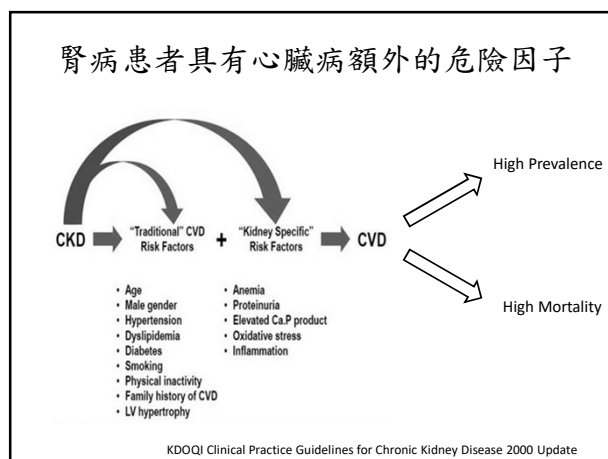 腎病患者具有心臟病額外的危險因子
High Prevalence
CKD
"Traditional" CVD
Risk Factors
+
"Kidney Specific"
Risk Factors
CVD
• Age
• Male gender
• Hypertension
• Dyslipidemia
• Diabetes
• Smoking
• Physical inactivity
• Family history of CVD
• LV hypertrophy
• Anemia
• Proteinuria
• Elevated Ca.P product
• Oxidative stress
• Inflammation
High Mortality
KDOQI Clinical Practice Guidelines for Chronic Kidney Disease 2000 Update